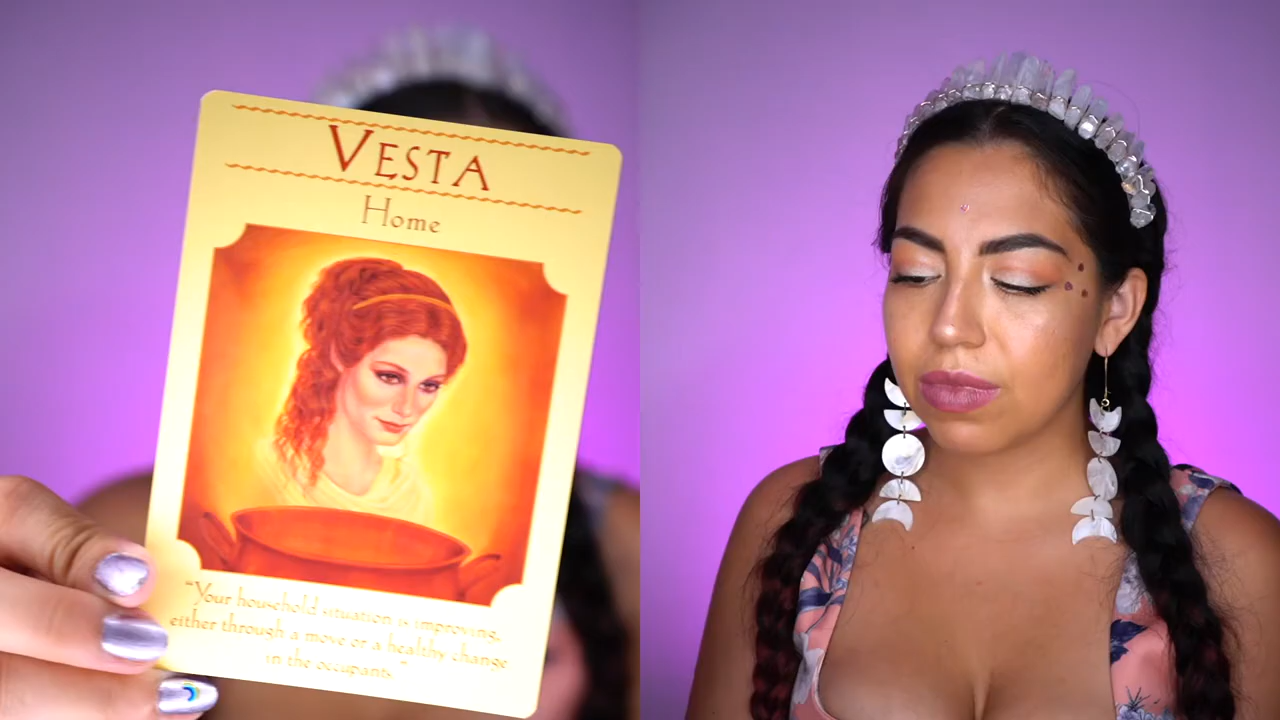 VESTA
Home
"Your household situation is improving,
either through a move or a healthy change
in the occupants."